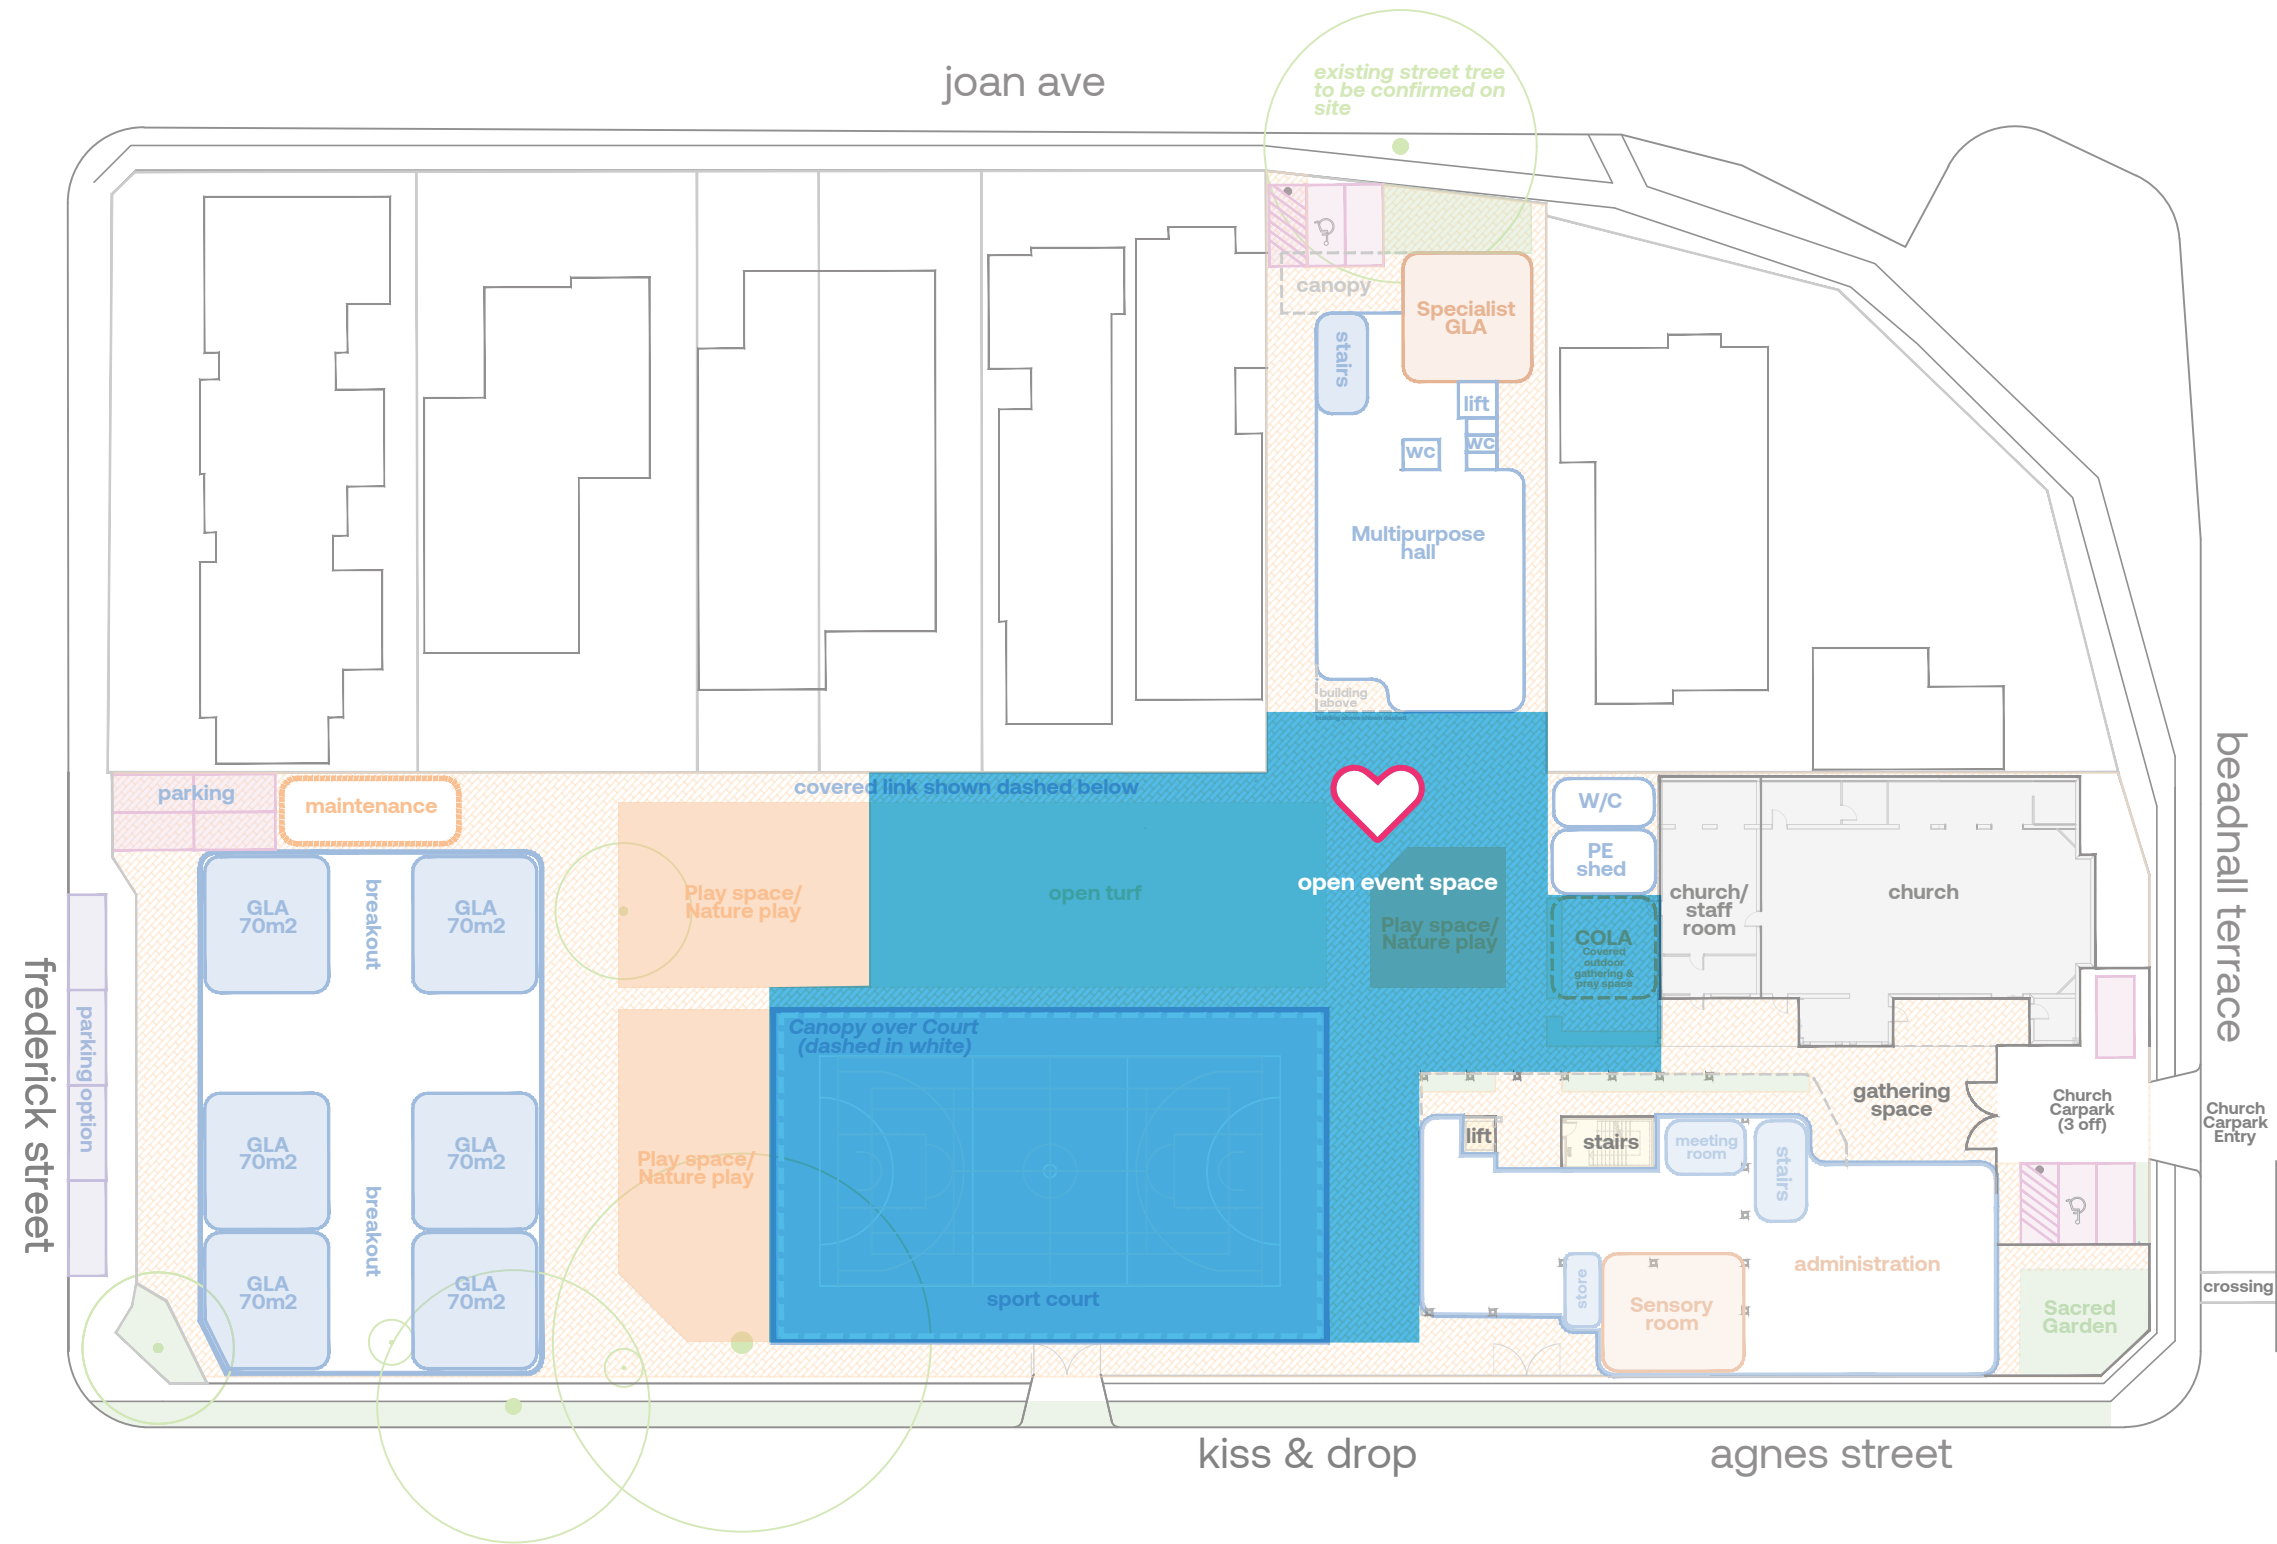 joan ave
existing street tree
to be confirmed on
site
canopy
Specialist
GLA
stairs
lift
wc
wc
Multipurpose
hall
building
above
covered link shown dashed below
parking
maintenance
W/C
PE
shed
GLA
70m2
breakout
GLA
70m2
Play space/
Nature play
open turf
open event space
Play space/
Nature play
COLA
Covered
outdoor
gathering &
play space
church/
staff
room
church
beadnall terrace
frederick street
parking option
Canopy over Court
(dashed in white)
gathering
space
Church
Carpark
(3 off)
Church
Carpark
Entry
GLA
70m2
GLA
70m2
Play space/
Nature play
lift
stairs
meeting
room
stairs
breakout
GLA
70m2
GLA
70m2
sport court
store
Sensory
room
administration
Sacred
Garden
crossing
kiss & drop
agnes street